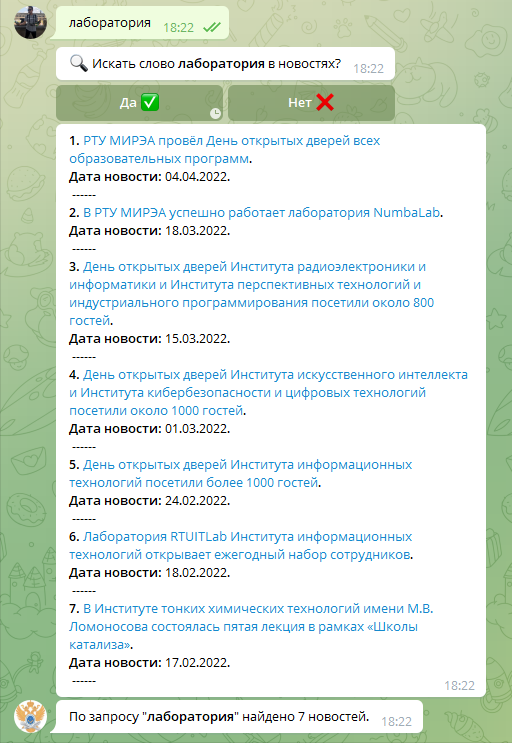 лаборатория 18:22
🔍 Искать слово лаборатория в новостях? 18:22
Да ✅ Нет ❌
1. РТУ МИРЭА провёл День открытых дверей всех
образовательных программ.
Дата новости: 04.04.2022.
------
2. В РТУ МИРЭА успешно работает лаборатория NumbaLab.
Дата новости: 18.03.2022.
------
3. День открытых дверей Института радиоэлектроники и
информатики и Института перспективных технологий и
индустриального программирования посетили около 800
гостей.
Дата новости: 15.03.2022.
------
4. День открытых дверей Института искусственного интеллекта
и Института кибербезопасности и цифровых технологий
посетили около 1000 гостей.
Дата новости: 01.03.2022.
------
5. День открытых дверей Института информационных
технологий посетили более 1000 гостей.
Дата новости: 24.02.2022.
------
6. Лаборатория RTUITLab Института информационных
технологий открывает ежегодный набор сотрудников.
Дата новости: 18.02.2022.
------
7. В Институте тонких химических технологий имени М.В.
Ломоносова состоялась пятая лекция в рамках «Школы
катализа».
Дата новости: 17.02.2022.
------
18:22
По запросу "лаборатория" найдено 7 новостей. 18:22